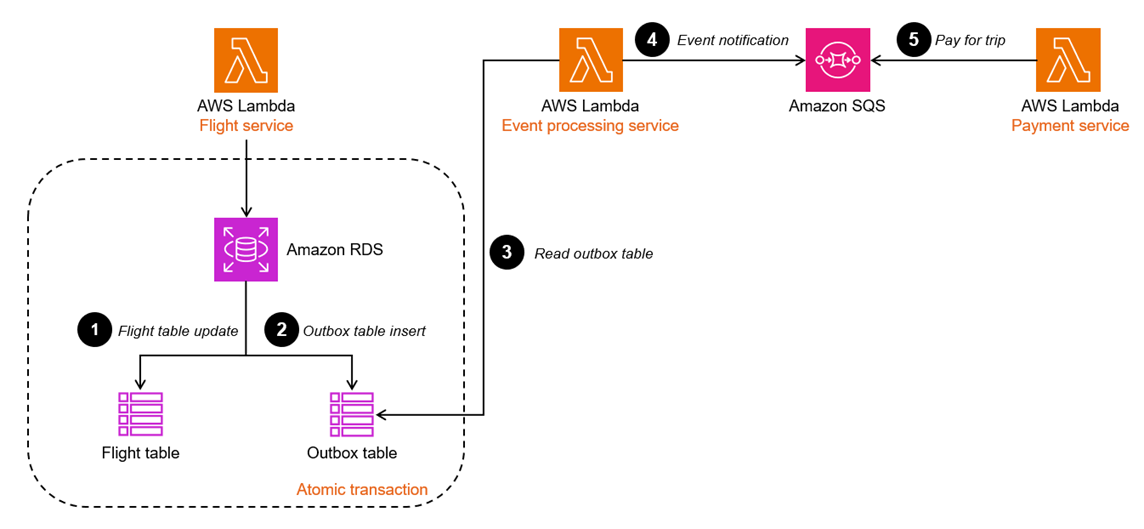 4
Event notification
5
Pay for trip
AWS Lambda
Flight service
AWS Lambda
Event processing service
Amazon SQS
AWS Lambda
Payment service
Amazon RDS
3
Read outbox table
1
Flight table update
2
Outbox table insert
Flight table
Outbox table
Atomic transaction